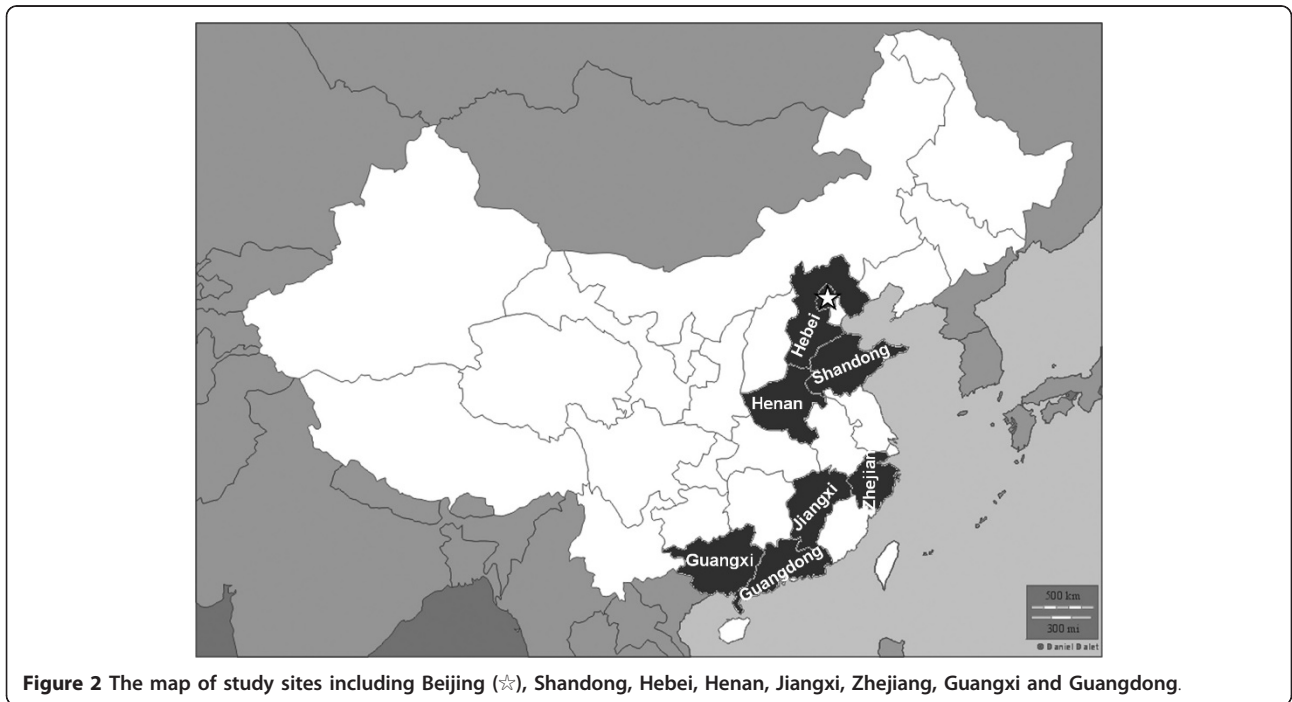 Hebei
Shandong
Henan
Zhejian
Jiangxi
Guangxi
Guangdong
500 km
300 mi
© Daniel Dalet
Figure 2 The map of study sites including Beijing (☆), Shandong, Hebei, Henan, Jiangxi, Zhejiang, Guangxi and Guangdong.